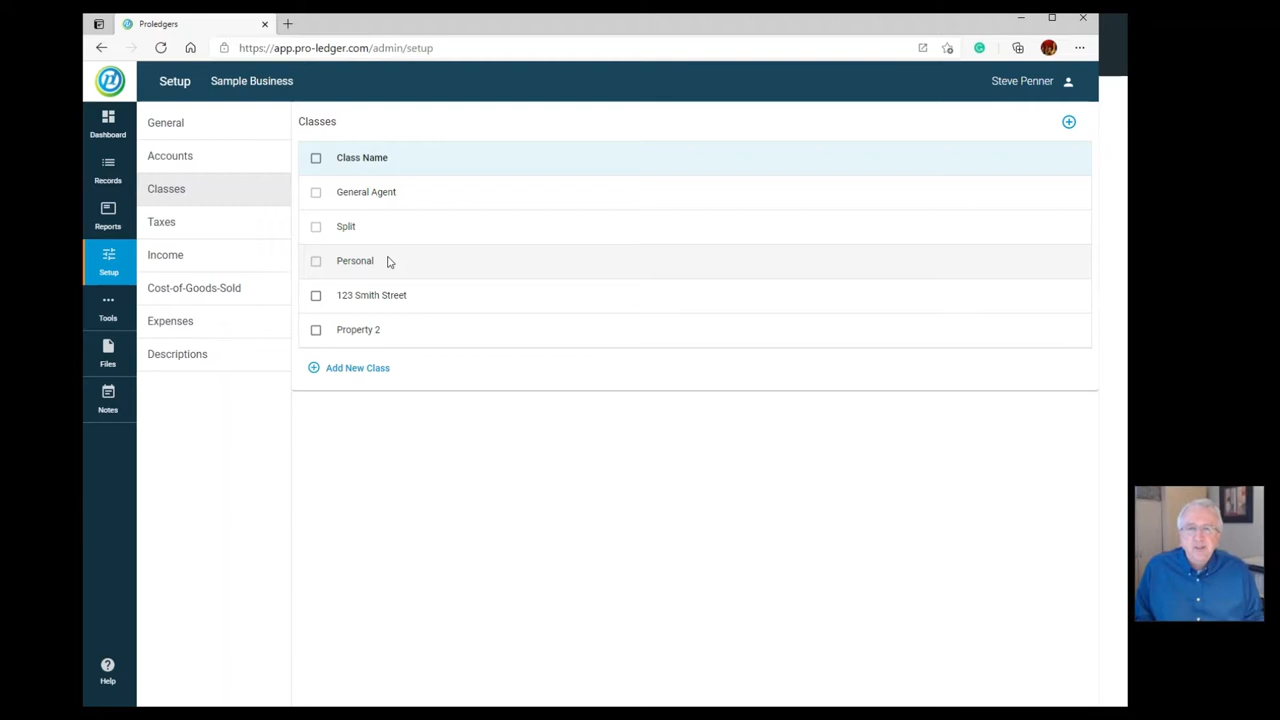 Proledgers
https://app.pro-ledger.com/admin/setup
Setup
Sample Business
Steve Penner
Dashboard
Records
Reports
Setup
Tools
Files
Notes
Help
General
Accounts
Classes
Taxes
Income
Cost-of-Goods-Sold
Expenses
Descriptions
Classes
Class Name
General Agent
Split
Personal
123 Smith Street
Property 2
Add New Class